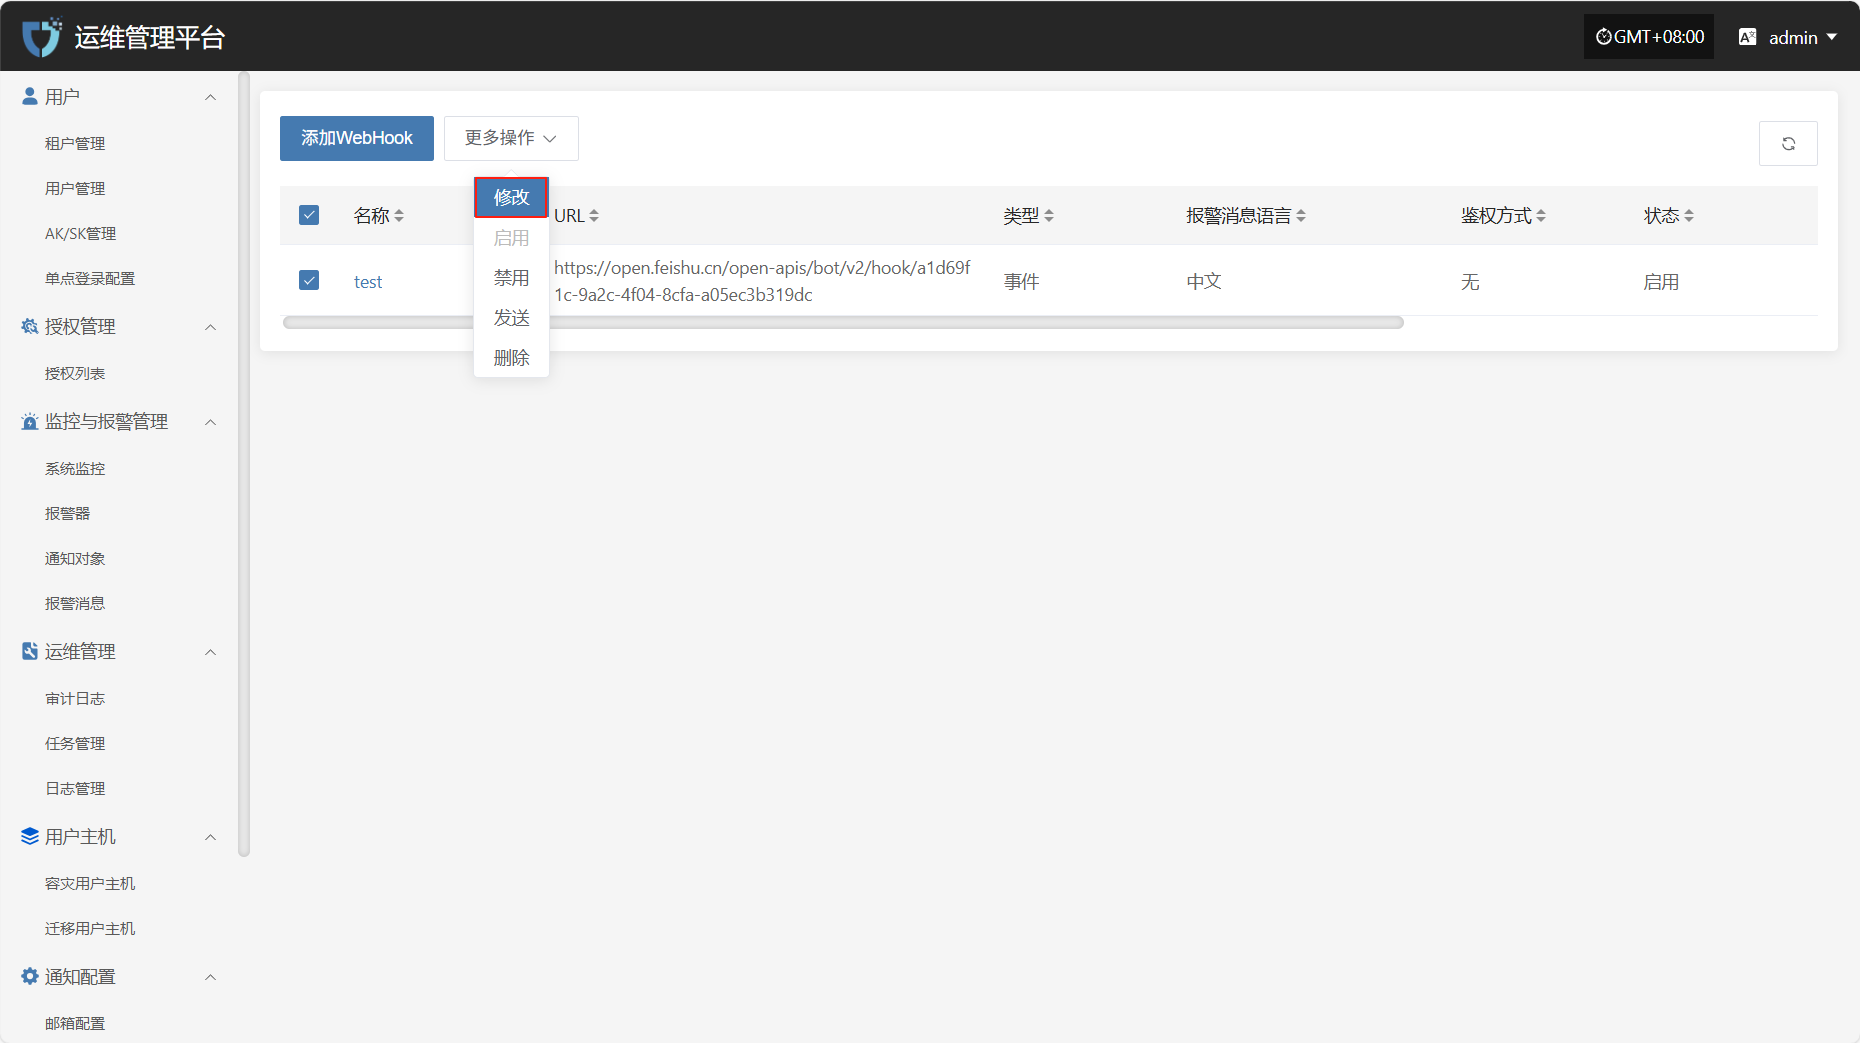 运维管理平台
GMT+08:00
admin
用户
租户管理
用户管理
AK/SK管理
单点登录配置
授权管理
授权列表
监控与报警管理
系统监控
报警器
通知对象
报警消息
运维管理
审计日志
任务管理
日志管理
用户主机
容灾用户主机
迁移用户主机
通知配置
邮箱配置
添加WebHook
更多操作
修改
启用
禁用
发送
删除
名称
URL
类型
报警消息语言
鉴权方式
状态
test
https://open.feishu.cn/open-apis/bot/v2/hook/a1d69f
1c-9a2c-4f04-8cfa-a05ec3b319dc
事件
中文
无
启用